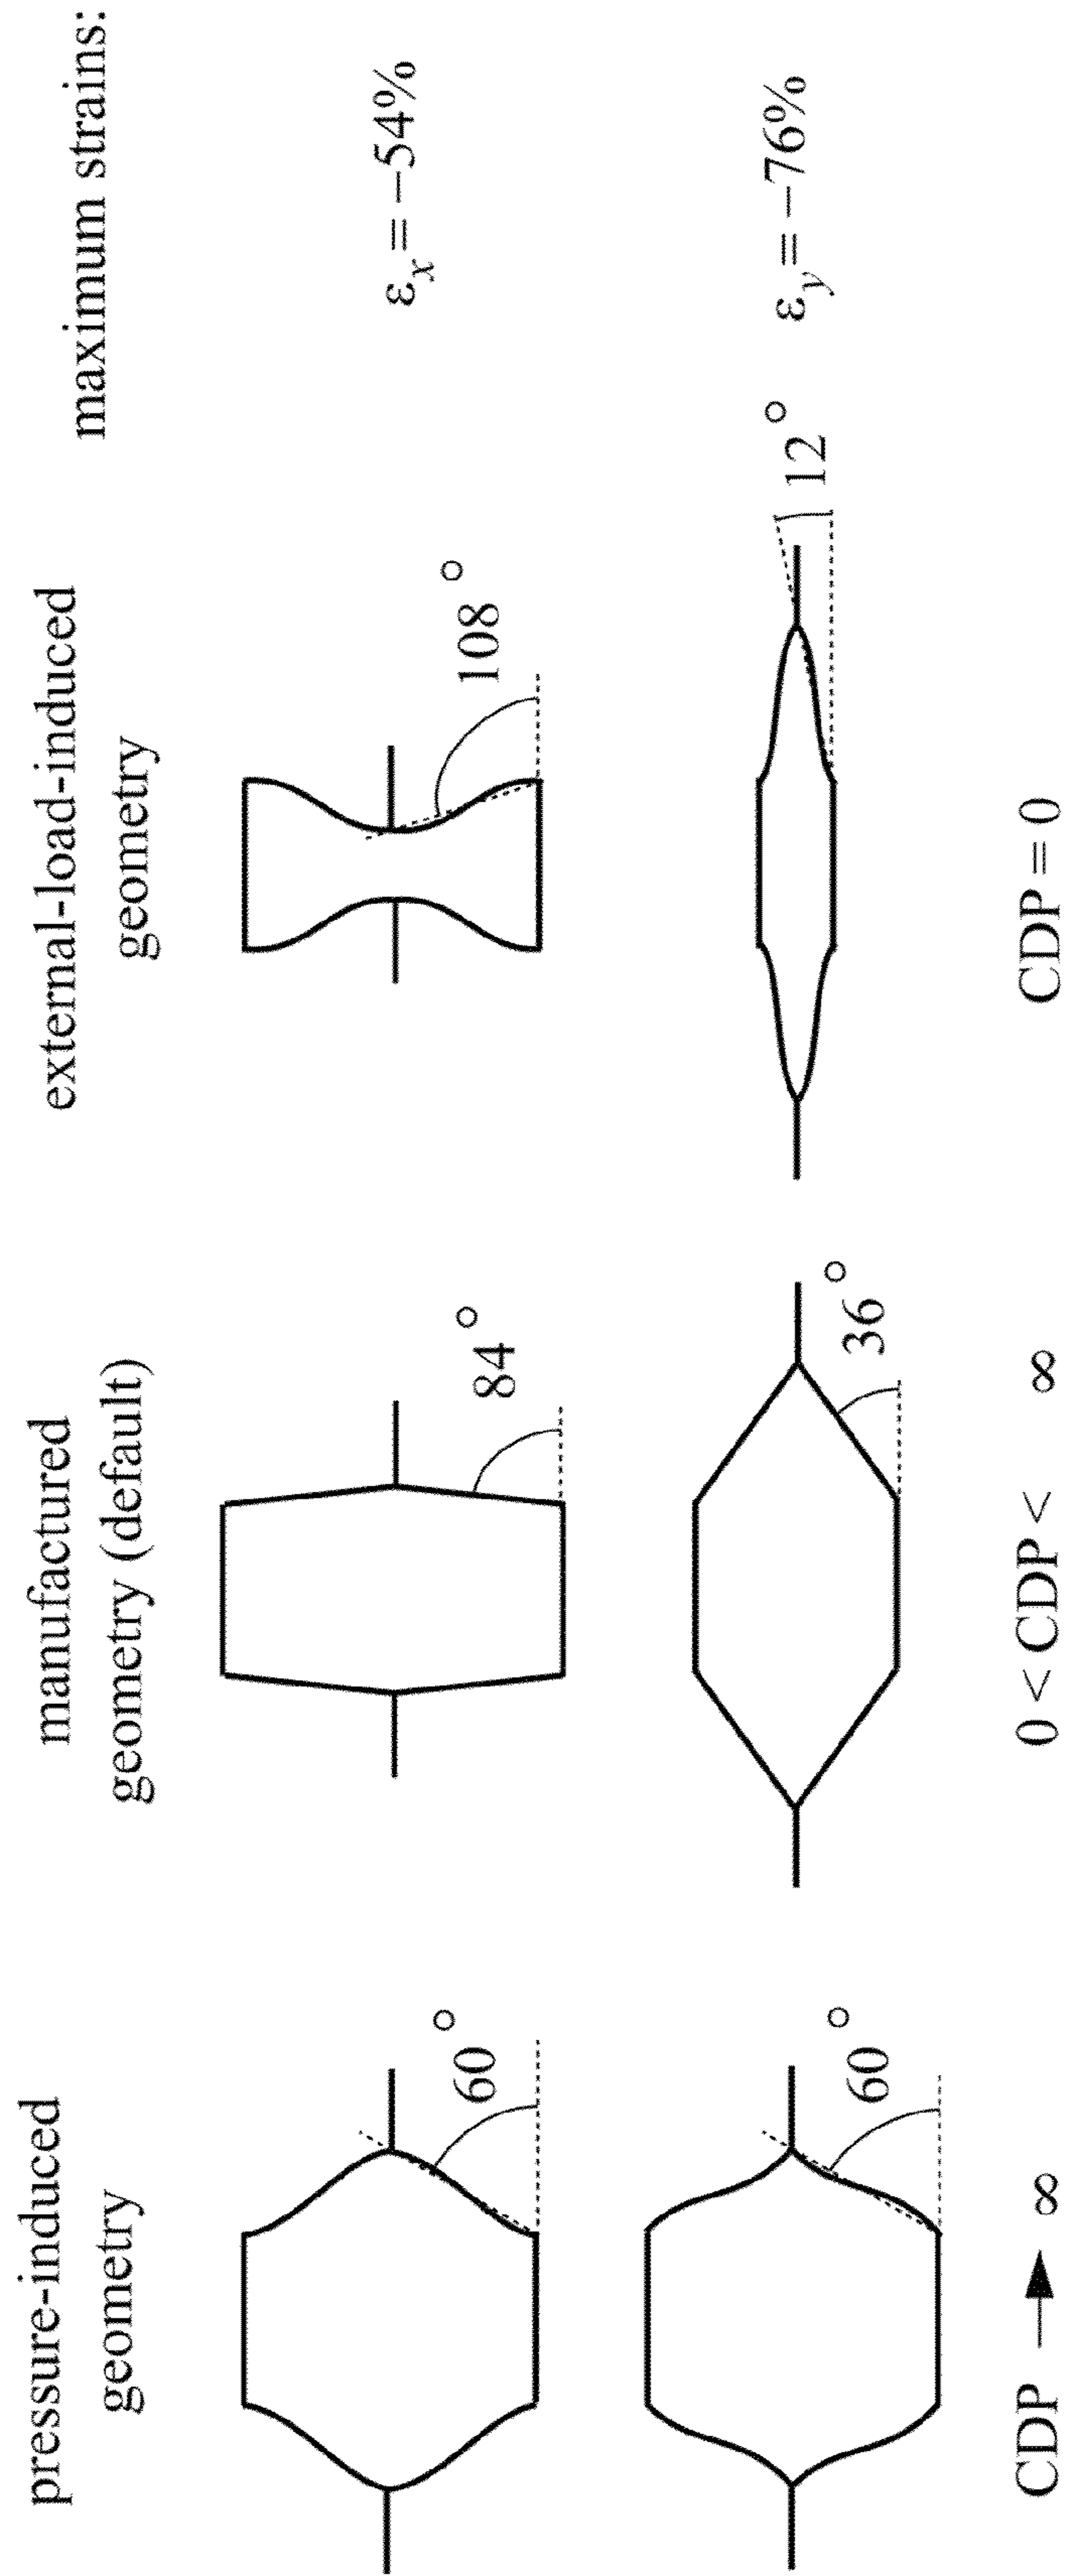 pressure-induced
geometry
manufactured
geometry (default)
external-load-induced
geometry
maximum strains:
60°
84°
108°
εx = −54%
60°
36°
12°
εy = −76%
CDP → ∞
0 < CDP < ∞
CDP = 0